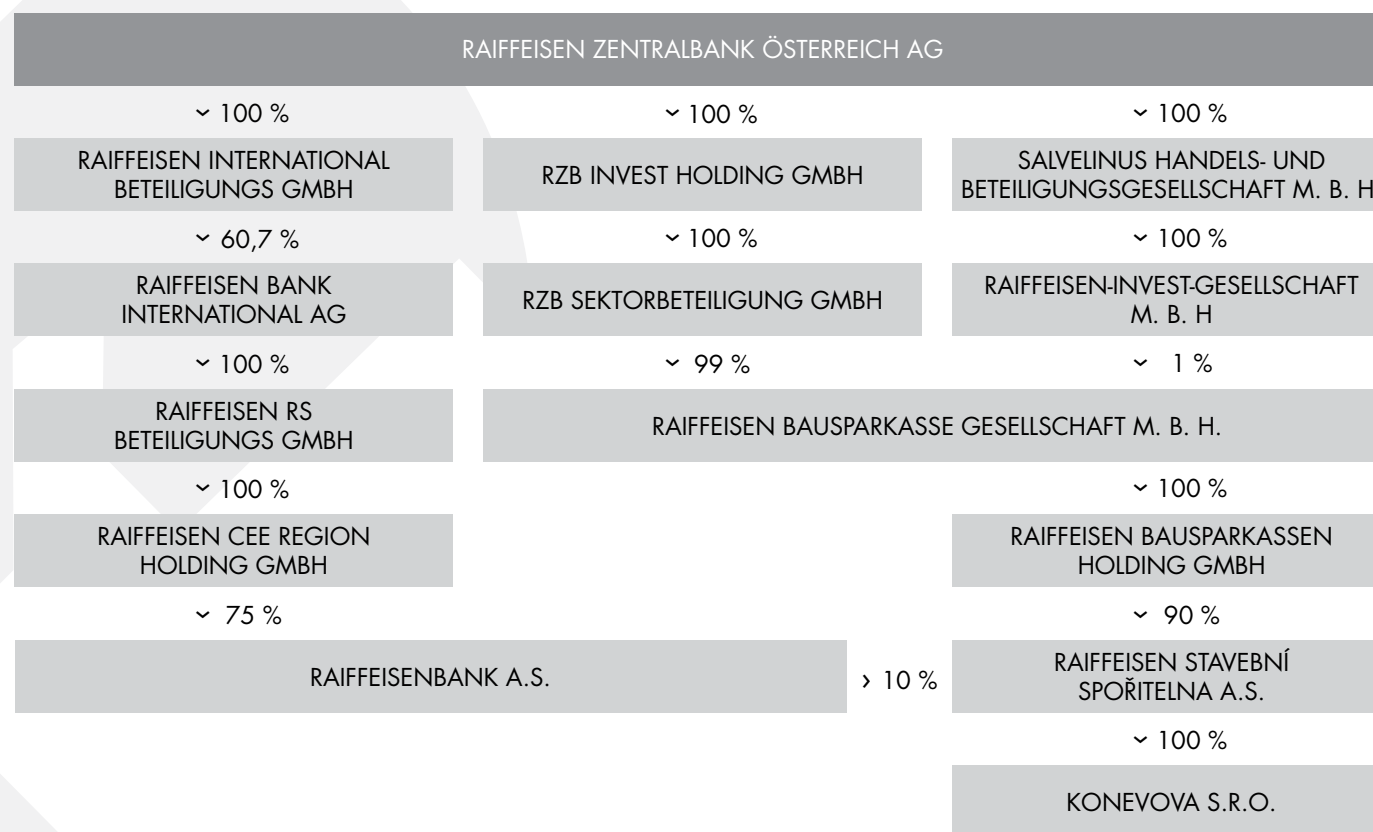 RAIFFEISEN ZENTRALBANK ÖSTERREICH AG
⌄ 100 %
⌄ 100 %
⌄ 100 %
RAIFFEISEN INTERNATIONAL
BETEILIGUNGS GMBH
RZB INVEST HOLDING GMBH
SALVELINUS HANDELS- UND
BETEILIGUNGSGESELLSCHAFT M. B. H
⌄ 60,7 %
⌄ 100 %
⌄ 100 %
RAIFFEISEN BANK
INTERNATIONAL AG
RZB SEKTORBETEILIGUNG GMBH
RAIFFEISEN-INVEST-GESELLSCHAFT
M. B. H
⌄ 100 %
⌄ 99 %
⌄ 1 %
RAIFFEISEN RS
BETEILIGUNGS GMBH
RAIFFEISEN BAUSPARKASSE GESELLSCHAFT M. B. H.
⌄ 100 %
⌄ 100 %
RAIFFEISEN CEE REGION
HOLDING GMBH
RAIFFEISEN BAUSPARKASSEN
HOLDING GMBH
⌄ 75 %
⌄ 90 %
RAIFFEISENBANK A.S.
› 10 %
RAIFFEISEN STAVEBNÍ
SPOŘITELNA A.S.
⌄ 100 %
KONEVOVA S.R.O.